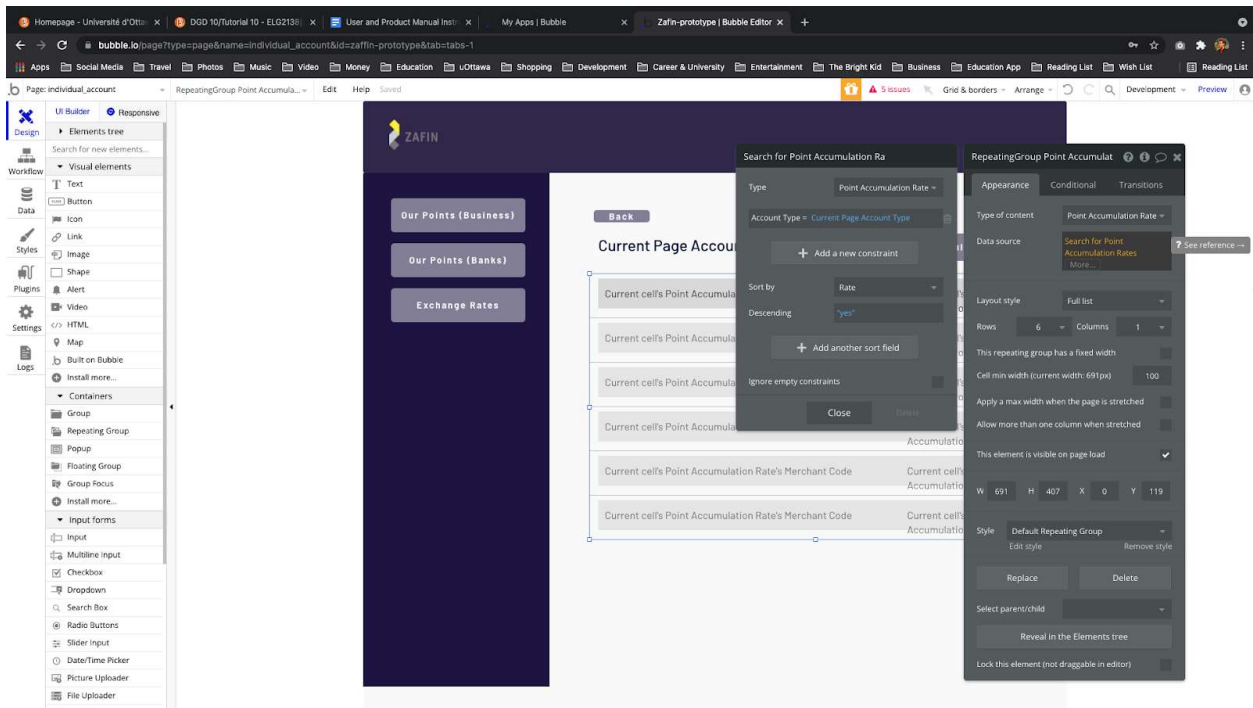 Homepage - Université d'Otta
DGD 10/Tutorial 10 - ELG2138
User and Product Manual Instr
My Apps | Bubble
Zafin-prototype | Bubble Editor
bubble.io/page?type=page&name=individual_account&id=zaffin-prototype&tab=tabs-1
Apps Social Media Travel Photos Music Video Money Education uOttawa Shopping Development Career & University Entertainment The Bright Kid Business Education App Reading List Wish List Reading List
Page: individual_account RepeatingGroup Point Accumula... Edit Help Saved 5 issues Grid & borders Arrange Development Preview
Design
Workflow
Data
Styles
Plugins
Settings
Logs
UI Builder Responsive
Elements tree
Search for new elements...
Visual elements
Text
Button
Icon
Link
Image
Shape
Alert
Video
</> HTML
Map
Built on Bubble
Install more...
Containers
Group
Repeating Group
Popup
Floating Group
Group Focus
Install more...
Input forms
Input
Multiline Input
Checkbox
Dropdown
Search Box
Radio Buttons
Slider Input
Date/Time Picker
Picture Uploader
File Uploader
ZAFIN
Our Points (Business)
Our Points (Banks)
Exchange Rates
Back
Current Page Accou
Current cell's Point Accumula
Current cell's Point Accumula
Current cell's Point Accumula
Current cell's Point Accumula
Accumulatio
Current cell's Point Accumulation Rate's Merchant Code Current cell's
Accumulatio
Current cell's Point Accumulation Rate's Merchant Code Current cell's
Accumulatio
Search for Point Accumulation Ra
Type Point Accumulation Rate
Account Type = Current Page Account Type
+ Add a new constraint
Sort by Rate
Descending "yes"
+ Add another sort field
Ignore empty constraints
Close Delete
RepeatingGroup Point Accumulat
Appearance Conditional Transitions
Type of content Point Accumulation Rate
Data source Search for Point
Accumulation Rates
More...
? See reference →
Layout style Full list
Rows 6 Columns 1
This repeating group has a fixed width
Cell min width (current width: 691px) 100
Apply a max width when the page is stretched
Allow more than one column when stretched
This element is visible on page load
W 691 H 407 X 0 Y 119
Style Default Repeating Group
Edit style Remove style
Replace Delete
Select parent/child
Reveal in the Elements tree
Lock this element (not draggable in editor)